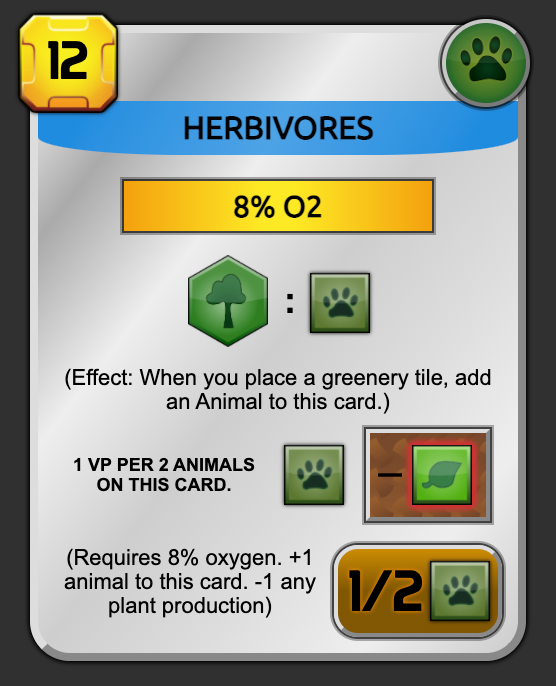 12
HERBIVORES
8% O2
:
(Effect: When you place a greenery tile, add
an Animal to this card.)
1 VP PER 2 ANIMALS
ON THIS CARD.
–
(Requires 8% oxygen. +1
animal to this card. -1 any
plant production)
1/2